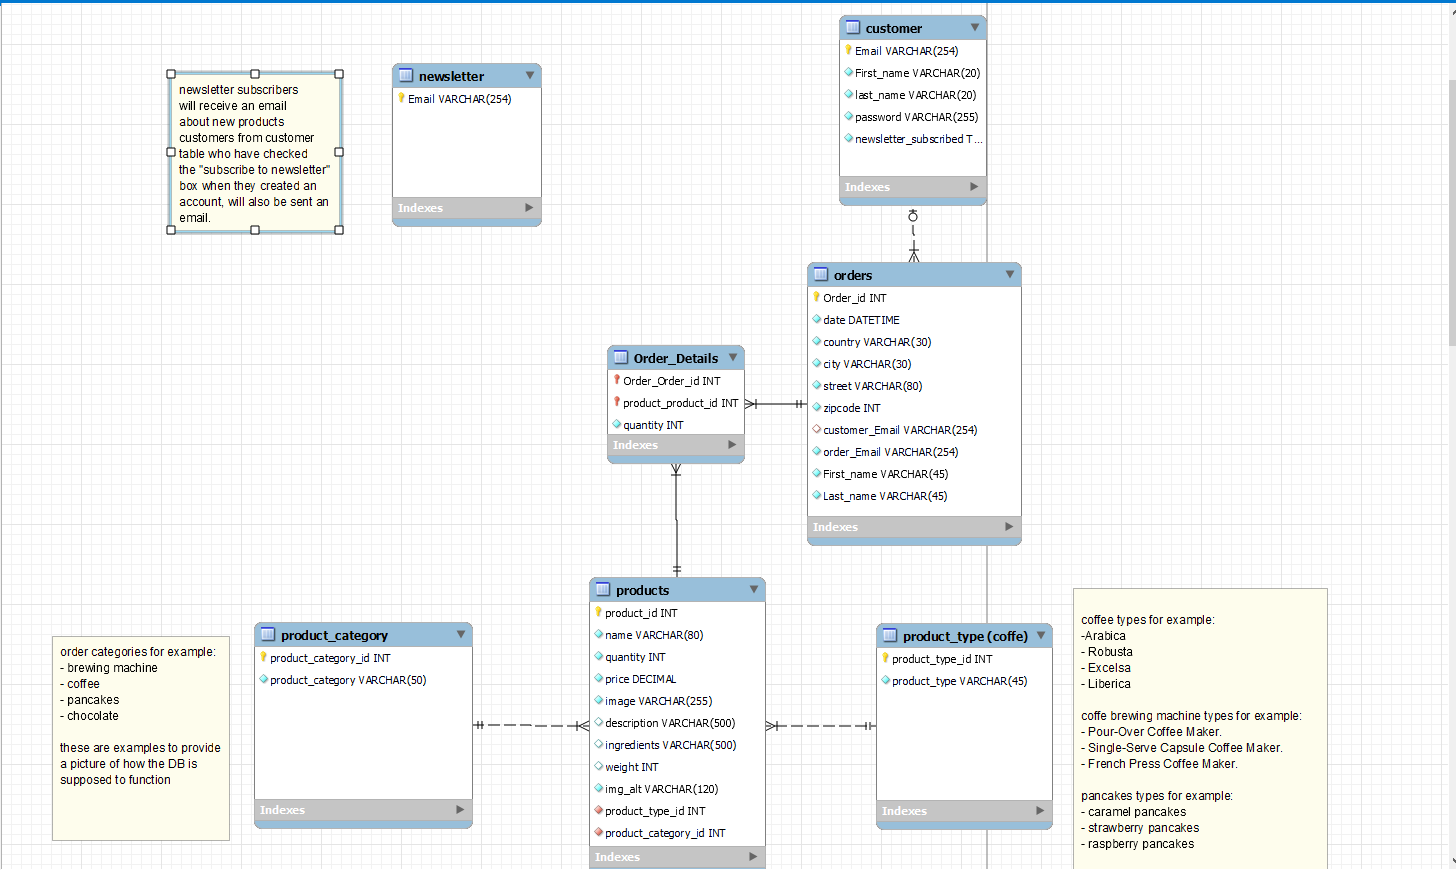 newsletter subscribers
will receive an email
about new products
customers from customer
table who have checked
the "subscribe to newsletter"
box when they created an
account, will also be sent an
email.
newsletter
Email VARCHAR(254)
Indexes
customer
Email VARCHAR(254)
First_name VARCHAR(20)
last_name VARCHAR(20)
password VARCHAR(255)
newsletter_subscribed T...
Indexes
orders
Order_id INT
date DATETIME
country VARCHAR(30)
city VARCHAR(30)
street VARCHAR(80)
zipcode INT
customer_Email VARCHAR(254)
order_Email VARCHAR(254)
First_name VARCHAR(45)
Last_name VARCHAR(45)
Indexes
Order_Details
Order_Order_id INT
product_product_id INT
quantity INT
Indexes
order categories for example:
- brewing machine
- coffee
- pancakes
- chocolate
these are examples to provide
a picture of how the DB is
supposed to function
product_category
product_category_id INT
product_category VARCHAR(50)
Indexes
products
product_id INT
name VARCHAR(80)
quantity INT
price DECIMAL
image VARCHAR(255)
description VARCHAR(500)
ingredients VARCHAR(500)
weight INT
img_alt VARCHAR(120)
product_type_id INT
product_category_id INT
Indexes
product_type (coffe)
product_type_id INT
product_type VARCHAR(45)
Indexes
coffee types for example:
-Arabica
- Robusta
- Excelsa
- Liberica
coffe brewing machine types for example:
- Pour-Over Coffee Maker.
- Single-Serve Capsule Coffee Maker.
- French Press Coffee Maker.
pancakes types for example:
- caramel pancakes
- strawberry pancakes
- raspberry pancakes